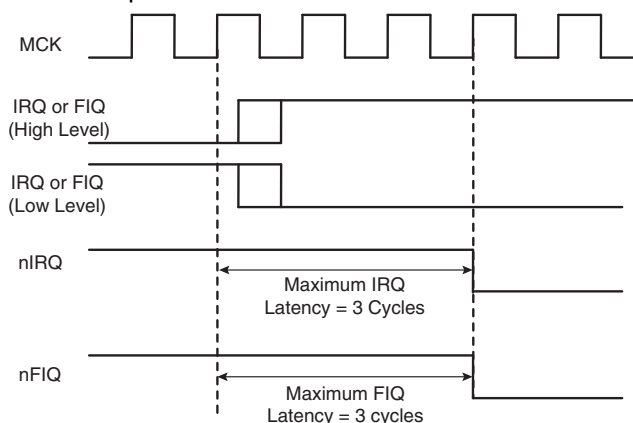 MCK
IRQ or FIQ
(High Level)
IRQ or FIQ
(Low Level)
nIRQ
Maximum IRQ
Latency = 3 Cycles
nFIQ
Maximum FIQ
Latency = 3 cycles